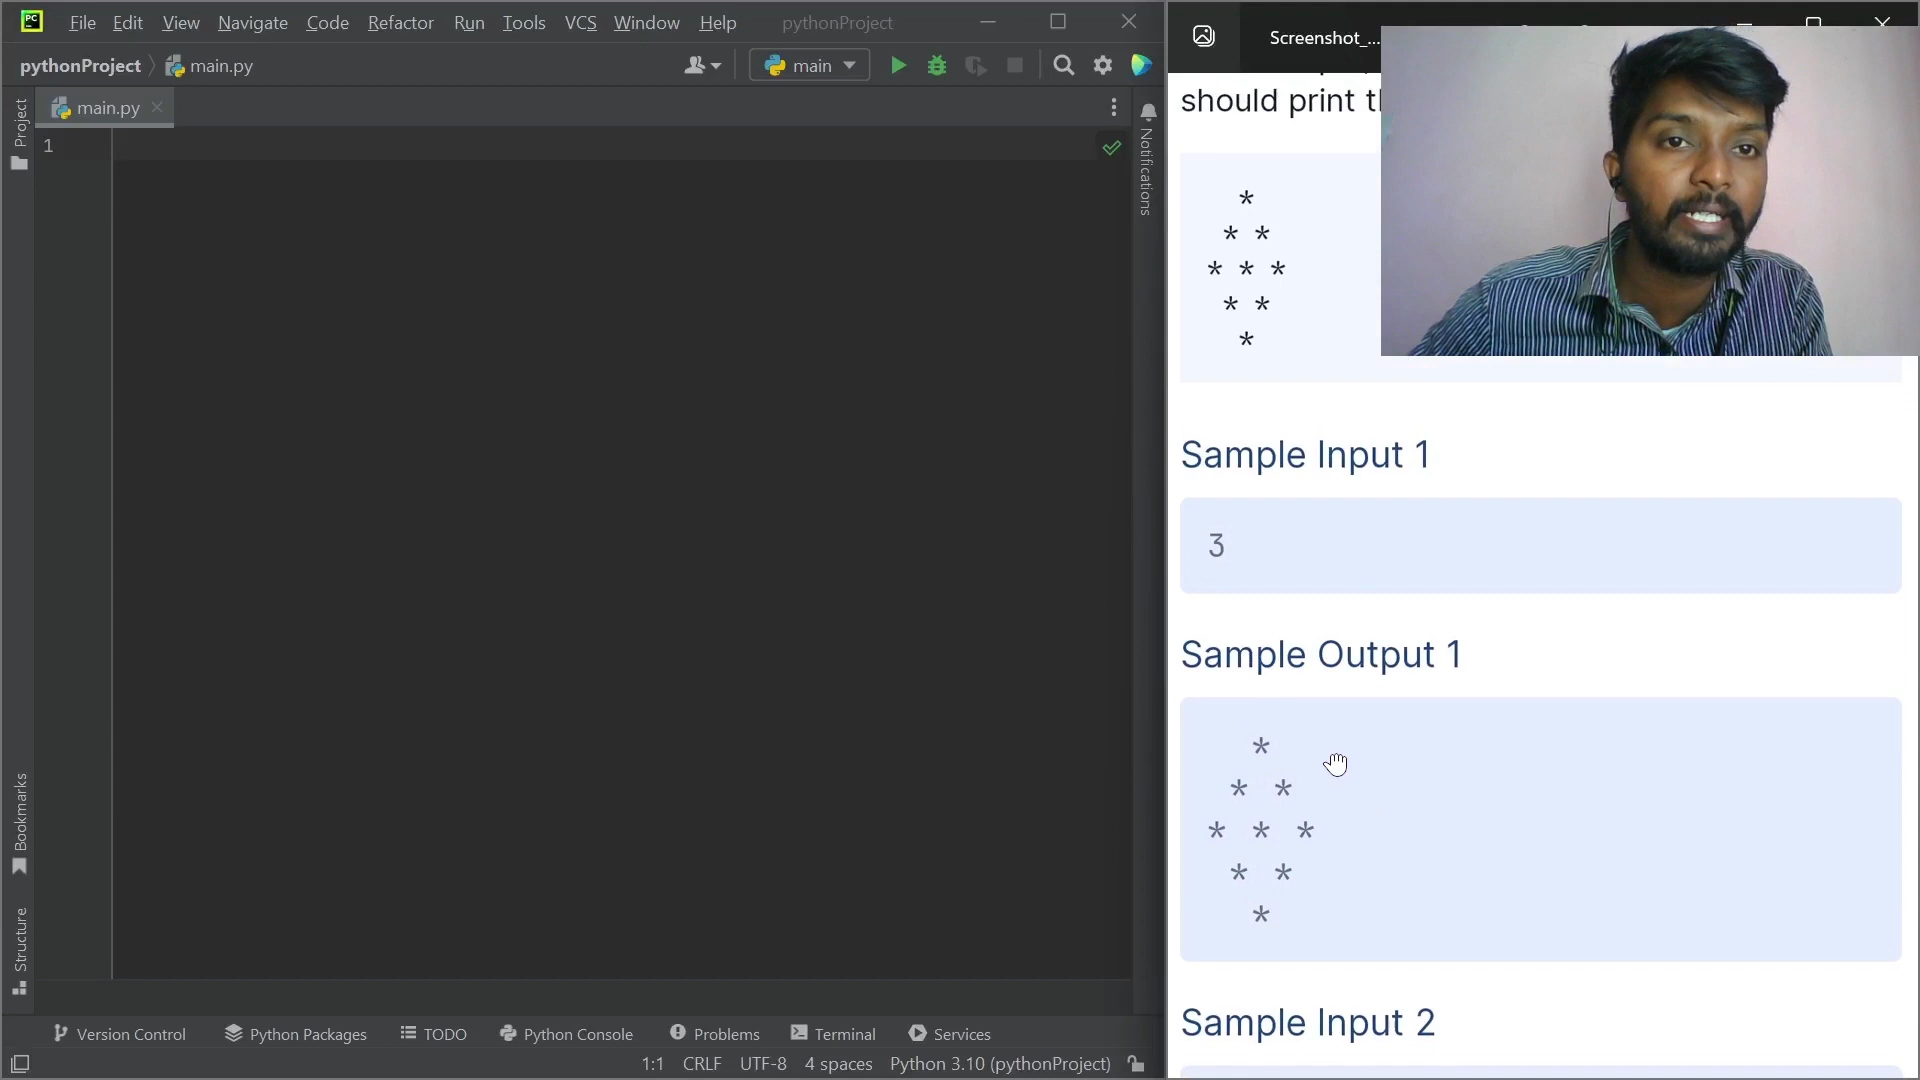 PC
File Edit View Navigate Code Refactor Run Tools VCS Window Help pythonProject
pythonProject main.py
main
main.py
1
Project
Bookmarks
Structure
Notifications
Version Control Python Packages TODO Python Console Problems Terminal Services
1:1 CRLF UTF-8 4 spaces Python 3.10 (pythonProject)
Screenshot_...
should print
*
* *
* * *
* *
*
Sample Input 1
3
Sample Output 1
*
* *
* * *
* *
*
Sample Input 2